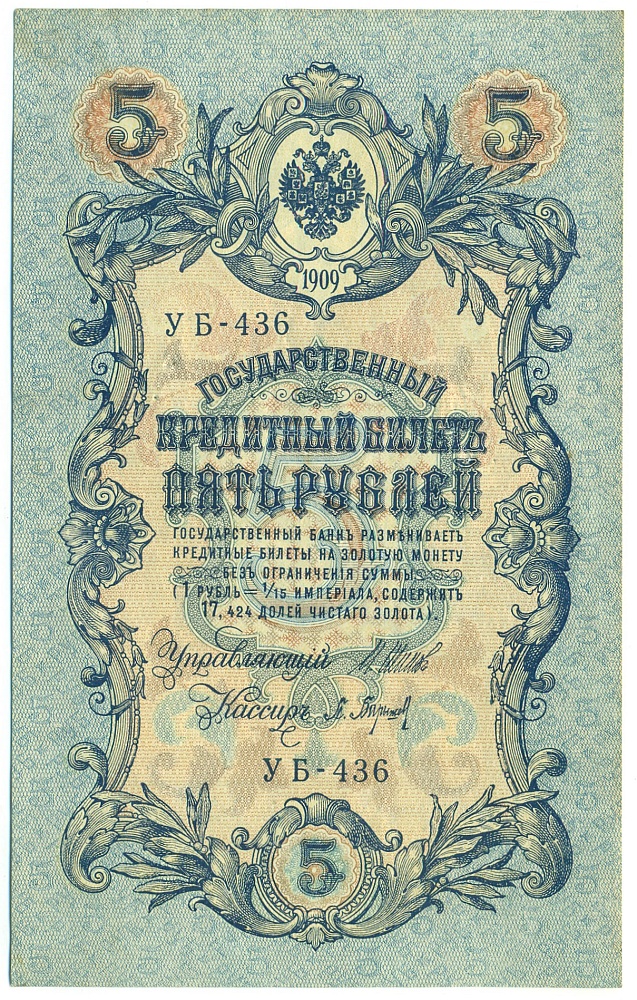 5
5
1909
УБ-436
ГОСУДАРСТВЕННЫЙ
КРЕДИТНЫЙ БИЛЕТЪ
ПЯТЬ РУБЛЕЙ
ГОСУДАРСТВЕННЫЙ БАНКЪ РАЗМѢНИВАЕТЪ
КРЕДИТНЫЕ БИЛЕТЫ НА ЗОЛОТУЮ МОНЕТУ
БЕЗЪ ОГРАНИЧЕНІЯ СУММЫ
(1 РУБЛЬ = 1/15 ИМПЕРІАЛА, СОДЕРЖИТЪ
17,424 ДОЛЕЙ ЧИСТАГО ЗОЛОТА).
Управляющій
Кассиръ
УБ-436
5